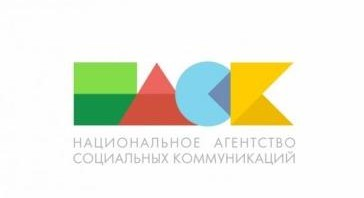 НАСК
НАЦИОНАЛЬНОЕ АГЕНТСТВО
СОЦИАЛЬНЫХ КОММУНИКАЦИЙ